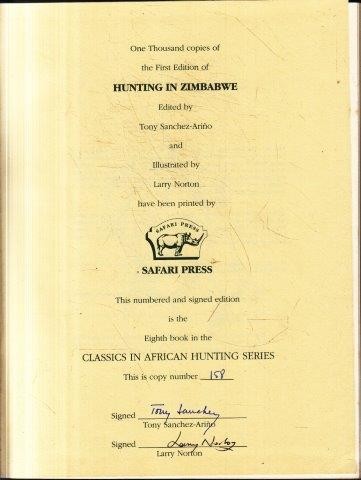 One Thousand copies of
the First Edition of
HUNTING IN ZIMBABWE
Edited by
Tony Sanchez-Ariño
and
Illustrated by
Larry Norton
have been printed by
SAFARI PRESS
SAFARI PRESS
This numbered and signed edition
is the
Eighth book in the
CLASSICS IN AFRICAN HUNTING SERIES
This is copy number 158
Signed Tony Sanchez
Tony Sanchez-Ariño
Signed Larry Norton
Larry Norton